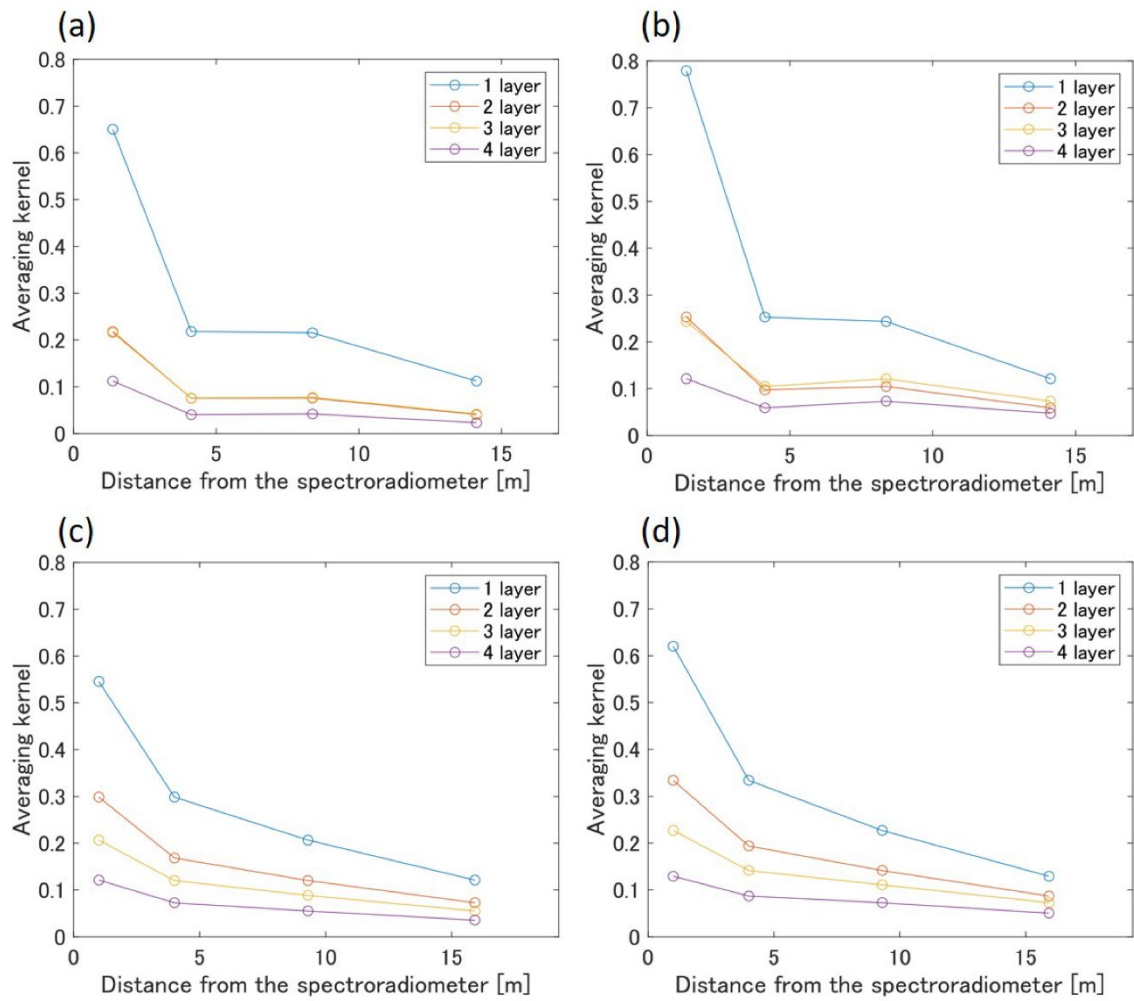 (a)
0.8
0.7
0.6
0.5
0.4
0.3
0.2
0.1
0
Averaging kernel
1 layer
2 layer
3 layer
4 layer
0 5 10 15
Distance from the spectroradiometer [m]
(b)
0.8
0.7
0.6
0.5
0.4
0.3
0.2
0.1
0
Averaging kernel
1 layer
2 layer
3 layer
4 layer
0 5 10 15
Distance from the spectroradiometer [m]
(c)
0.8
0.7
0.6
0.5
0.4
0.3
0.2
0.1
0
Averaging kernel
1 layer
2 layer
3 layer
4 layer
0 5 10 15
Distance from the spectroradiometer [m]
(d)
0.8
0.7
0.6
0.5
0.4
0.3
0.2
0.1
0
Averaging kernel
1 layer
2 layer
3 layer
4 layer
0 5 10 15
Distance from the spectroradiometer [m]